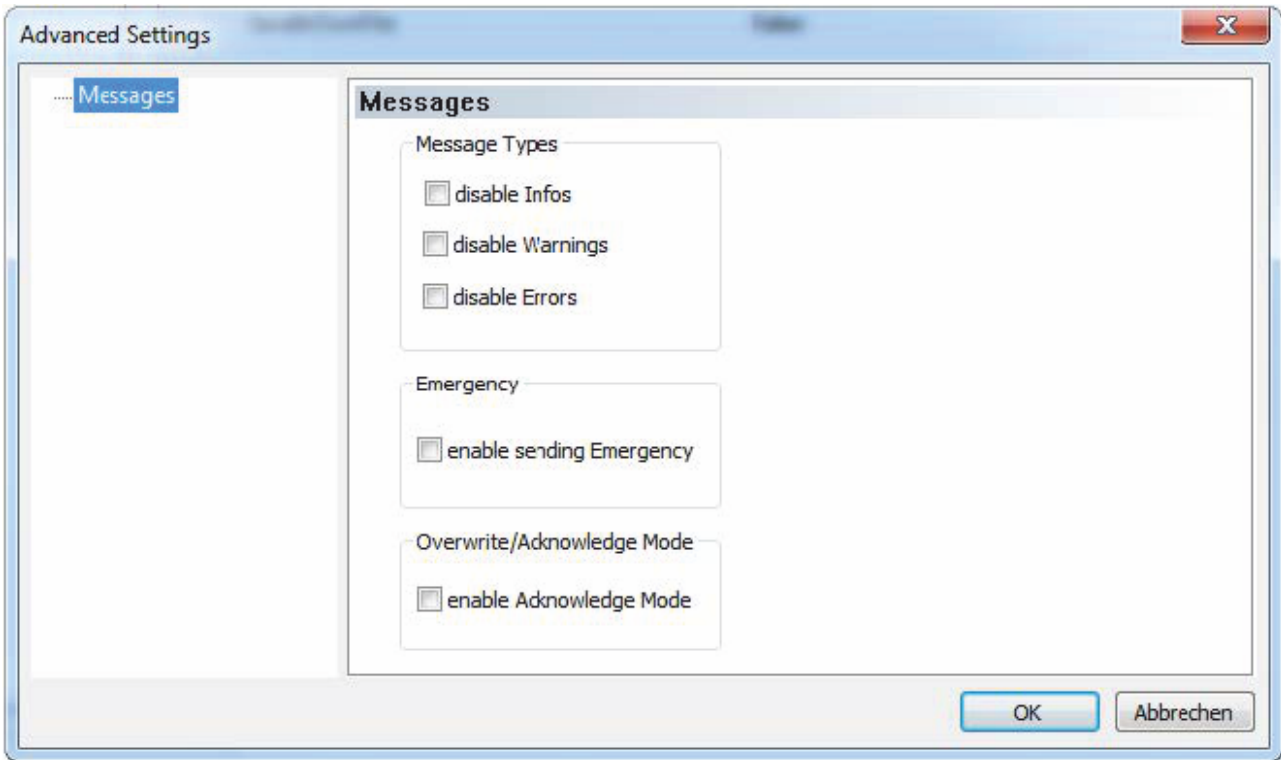 Advanced Settings
Messages
Messages
Message Types
disable Infos
disable Warnings
disable Errors
Emergency
enable sending Emergency
Overwrite/Acknowledge Mode
enable Acknowledge Mode
OK
Abbrechen